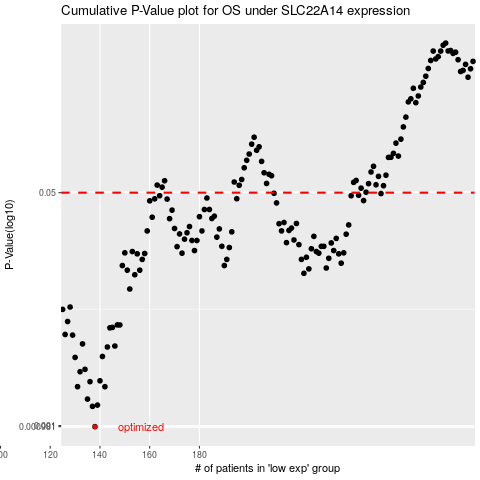 Cumulative P-Value plot for OS under SLC22A14 expression
P-Value(log10)
0.05
optimized
120
140
160
180
# of patients in 'low exp' group